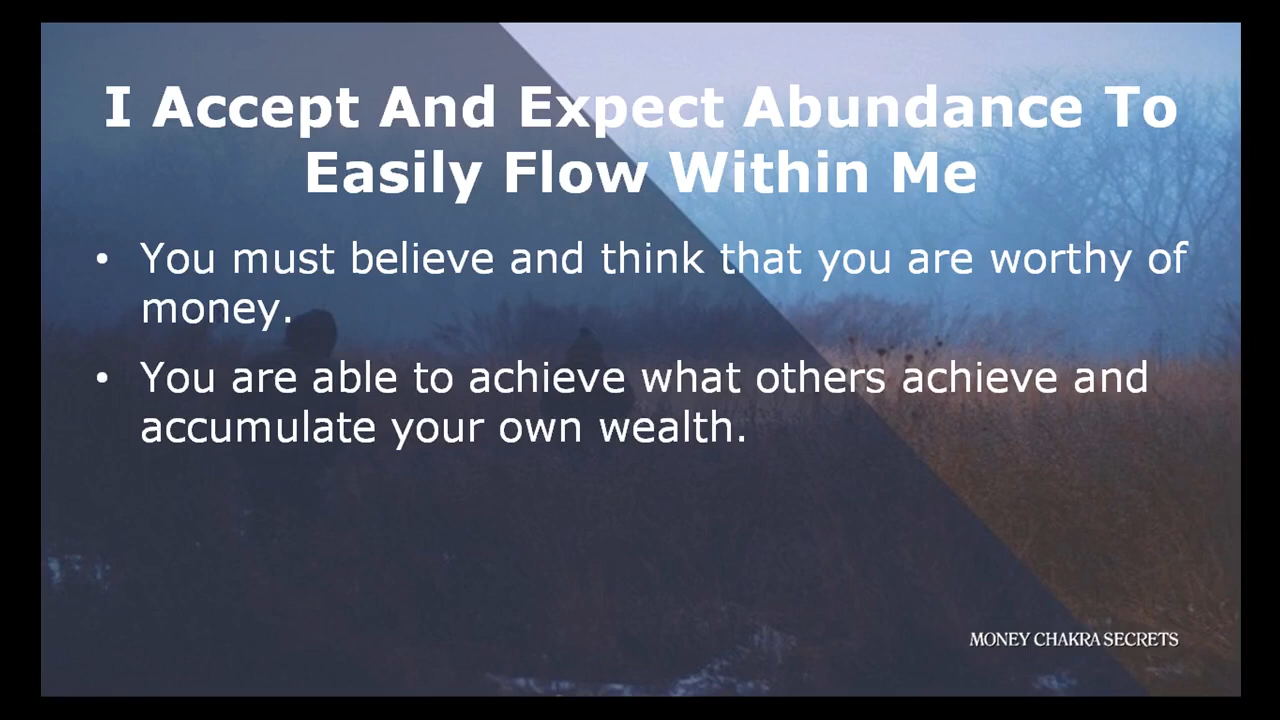 I Accept And Expect Abundance To
Easily Flow Within Me
• You must believe and think that you are worthy of
money.
• You are able to achieve what others achieve and
accumulate your own wealth.
MONEY CHAKRA SECRETS